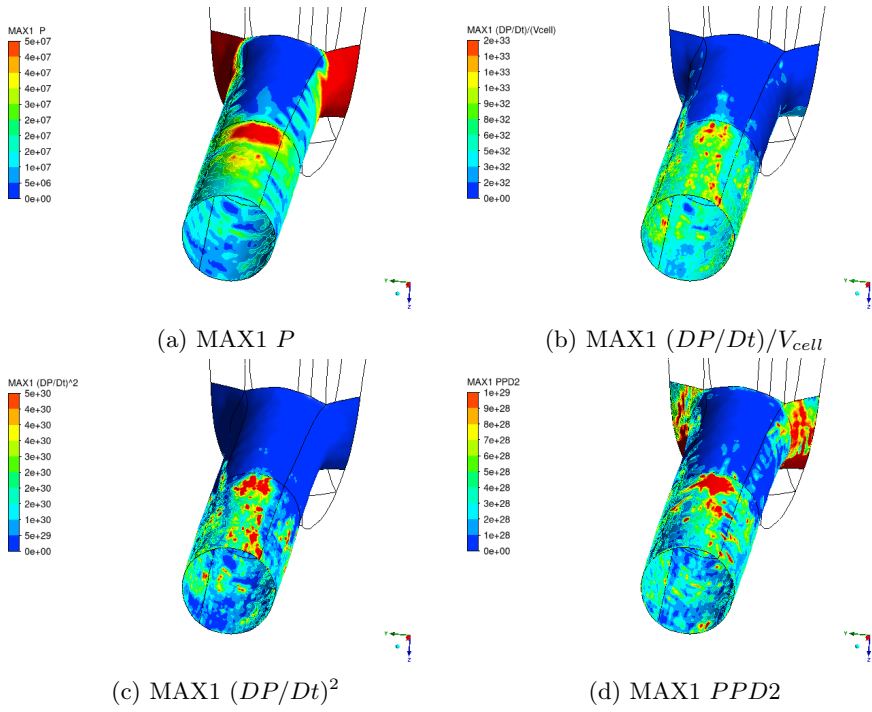 MAX1 P
5e+07
4e+07
4e+07
4e+07
3e+07
2e+07
2e+07
2e+07
1e+07
5e+06
0e+00
Y
Z
(a) MAX1 P
MAX1 (DP/Dt)/(Vcell)
2e+33
1e+33
1e+33
1e+33
9e+32
8e+32
6e+32
5e+32
3e+32
2e+32
0e+00
Y
Z
(b) MAX1 (DP/Dt)/V_cell
MAX1 (DP/Dt)^2
5e+30
4e+30
4e+30
4e+30
3e+30
2e+30
2e+30
2e+30
1e+30
5e+29
0e+00
Y
Z
(c) MAX1 (DP/Dt)²
MAX1 PPD2
1e+29
9e+28
8e+28
7e+28
6e+28
5e+28
4e+28
3e+28
2e+28
1e+28
0e+00
Y
Z
(d) MAX1 PPD2